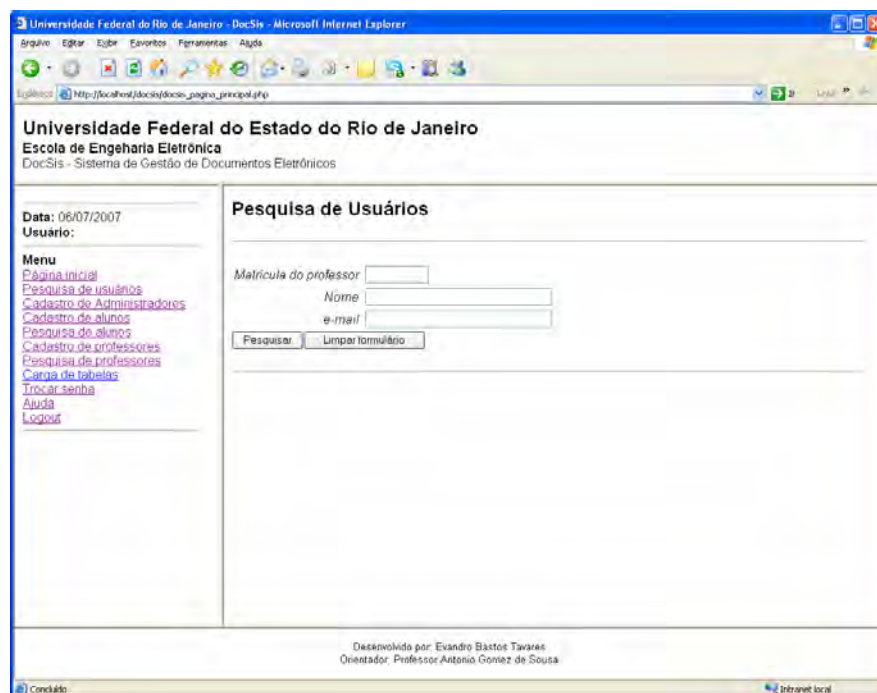 Universidade Federal do Rio de Janeiro - DocSis - Microsoft Internet Explorer
Arquivo Editar Exibir Favoritos Ferramentas Ajuda
Endereço http://localhost/docsis/docsis_pagina_principal.php
Universidade Federal do Estado do Rio de Janeiro
Escola de Engeharia Eletrônica
DocSis - Sistema de Gestão de Documentos Eletrônicos
Data: 06/07/2007
Usuário:
Menu
Página inicial
Pesquisa de usuários
Cadastro de Administradores
Cadastro de alunos
Pesquisa de alunos
Cadastro de professores
Pesquisa de professores
Carga de tabelas
Trocar senha
Ajuda
Logout
Pesquisa de Usuários
Matricula do professor
Nome
e-mail
Pesquisar Limpar formulário
Desenvolvido por: Evandro Bastos Tavares
Orientador: Professor Antonio Gomez de Sousa
Concluído Intranet local